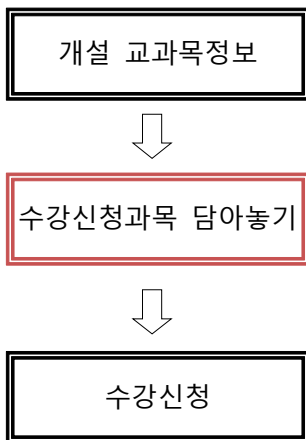 개설 교과목정보
수강신청과목 담아놓기
수강신청